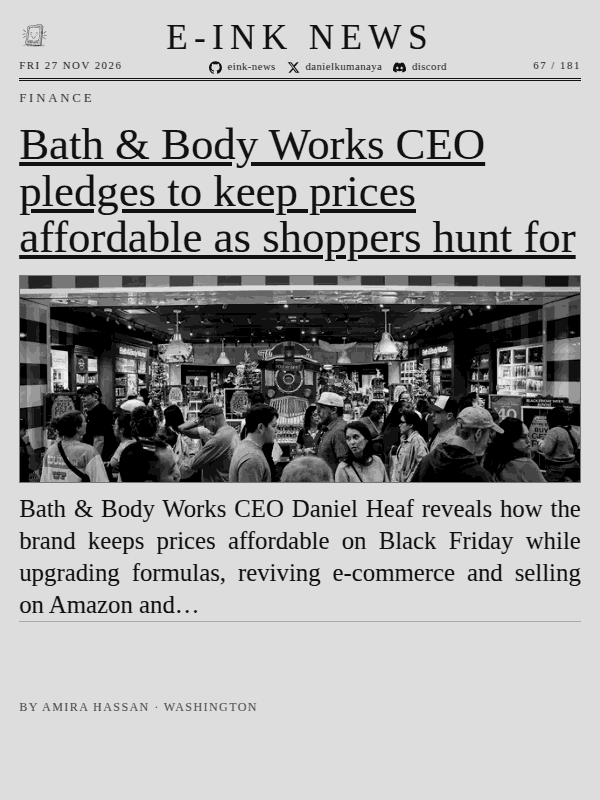 E-INK NEWS
FRI 27 NOV 2026
eink-news
danielkumanaya
discord
67 / 181
FINANCE
Bath & Body Works CEO
pledges to keep prices
affordable as shoppers hunt for
Bath & Body Works CEO Daniel Heaf reveals how the
brand keeps prices affordable on Black Friday while
upgrading formulas, reviving e-commerce and selling
on Amazon and…
BY AMIRA HASSAN · WASHINGTON